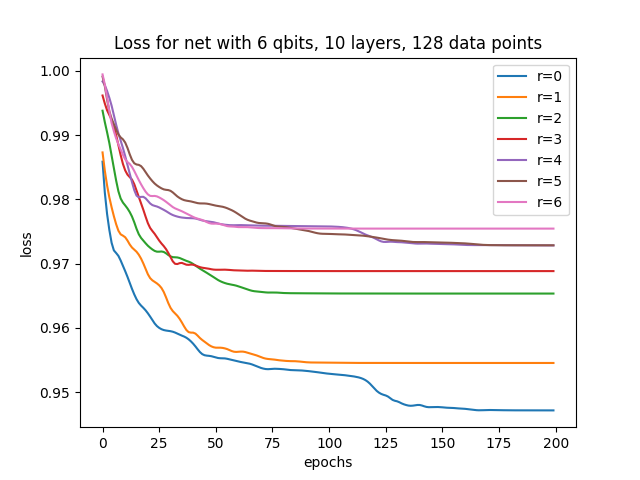 Loss for net with 6 qbits, 10 layers, 128 data points
1.00
0.99
0.98
0.97
0.96
0.95
loss
0 25 50 75 100 125 150 175 200
epochs
r=0
r=1
r=2
r=3
r=4
r=5
r=6